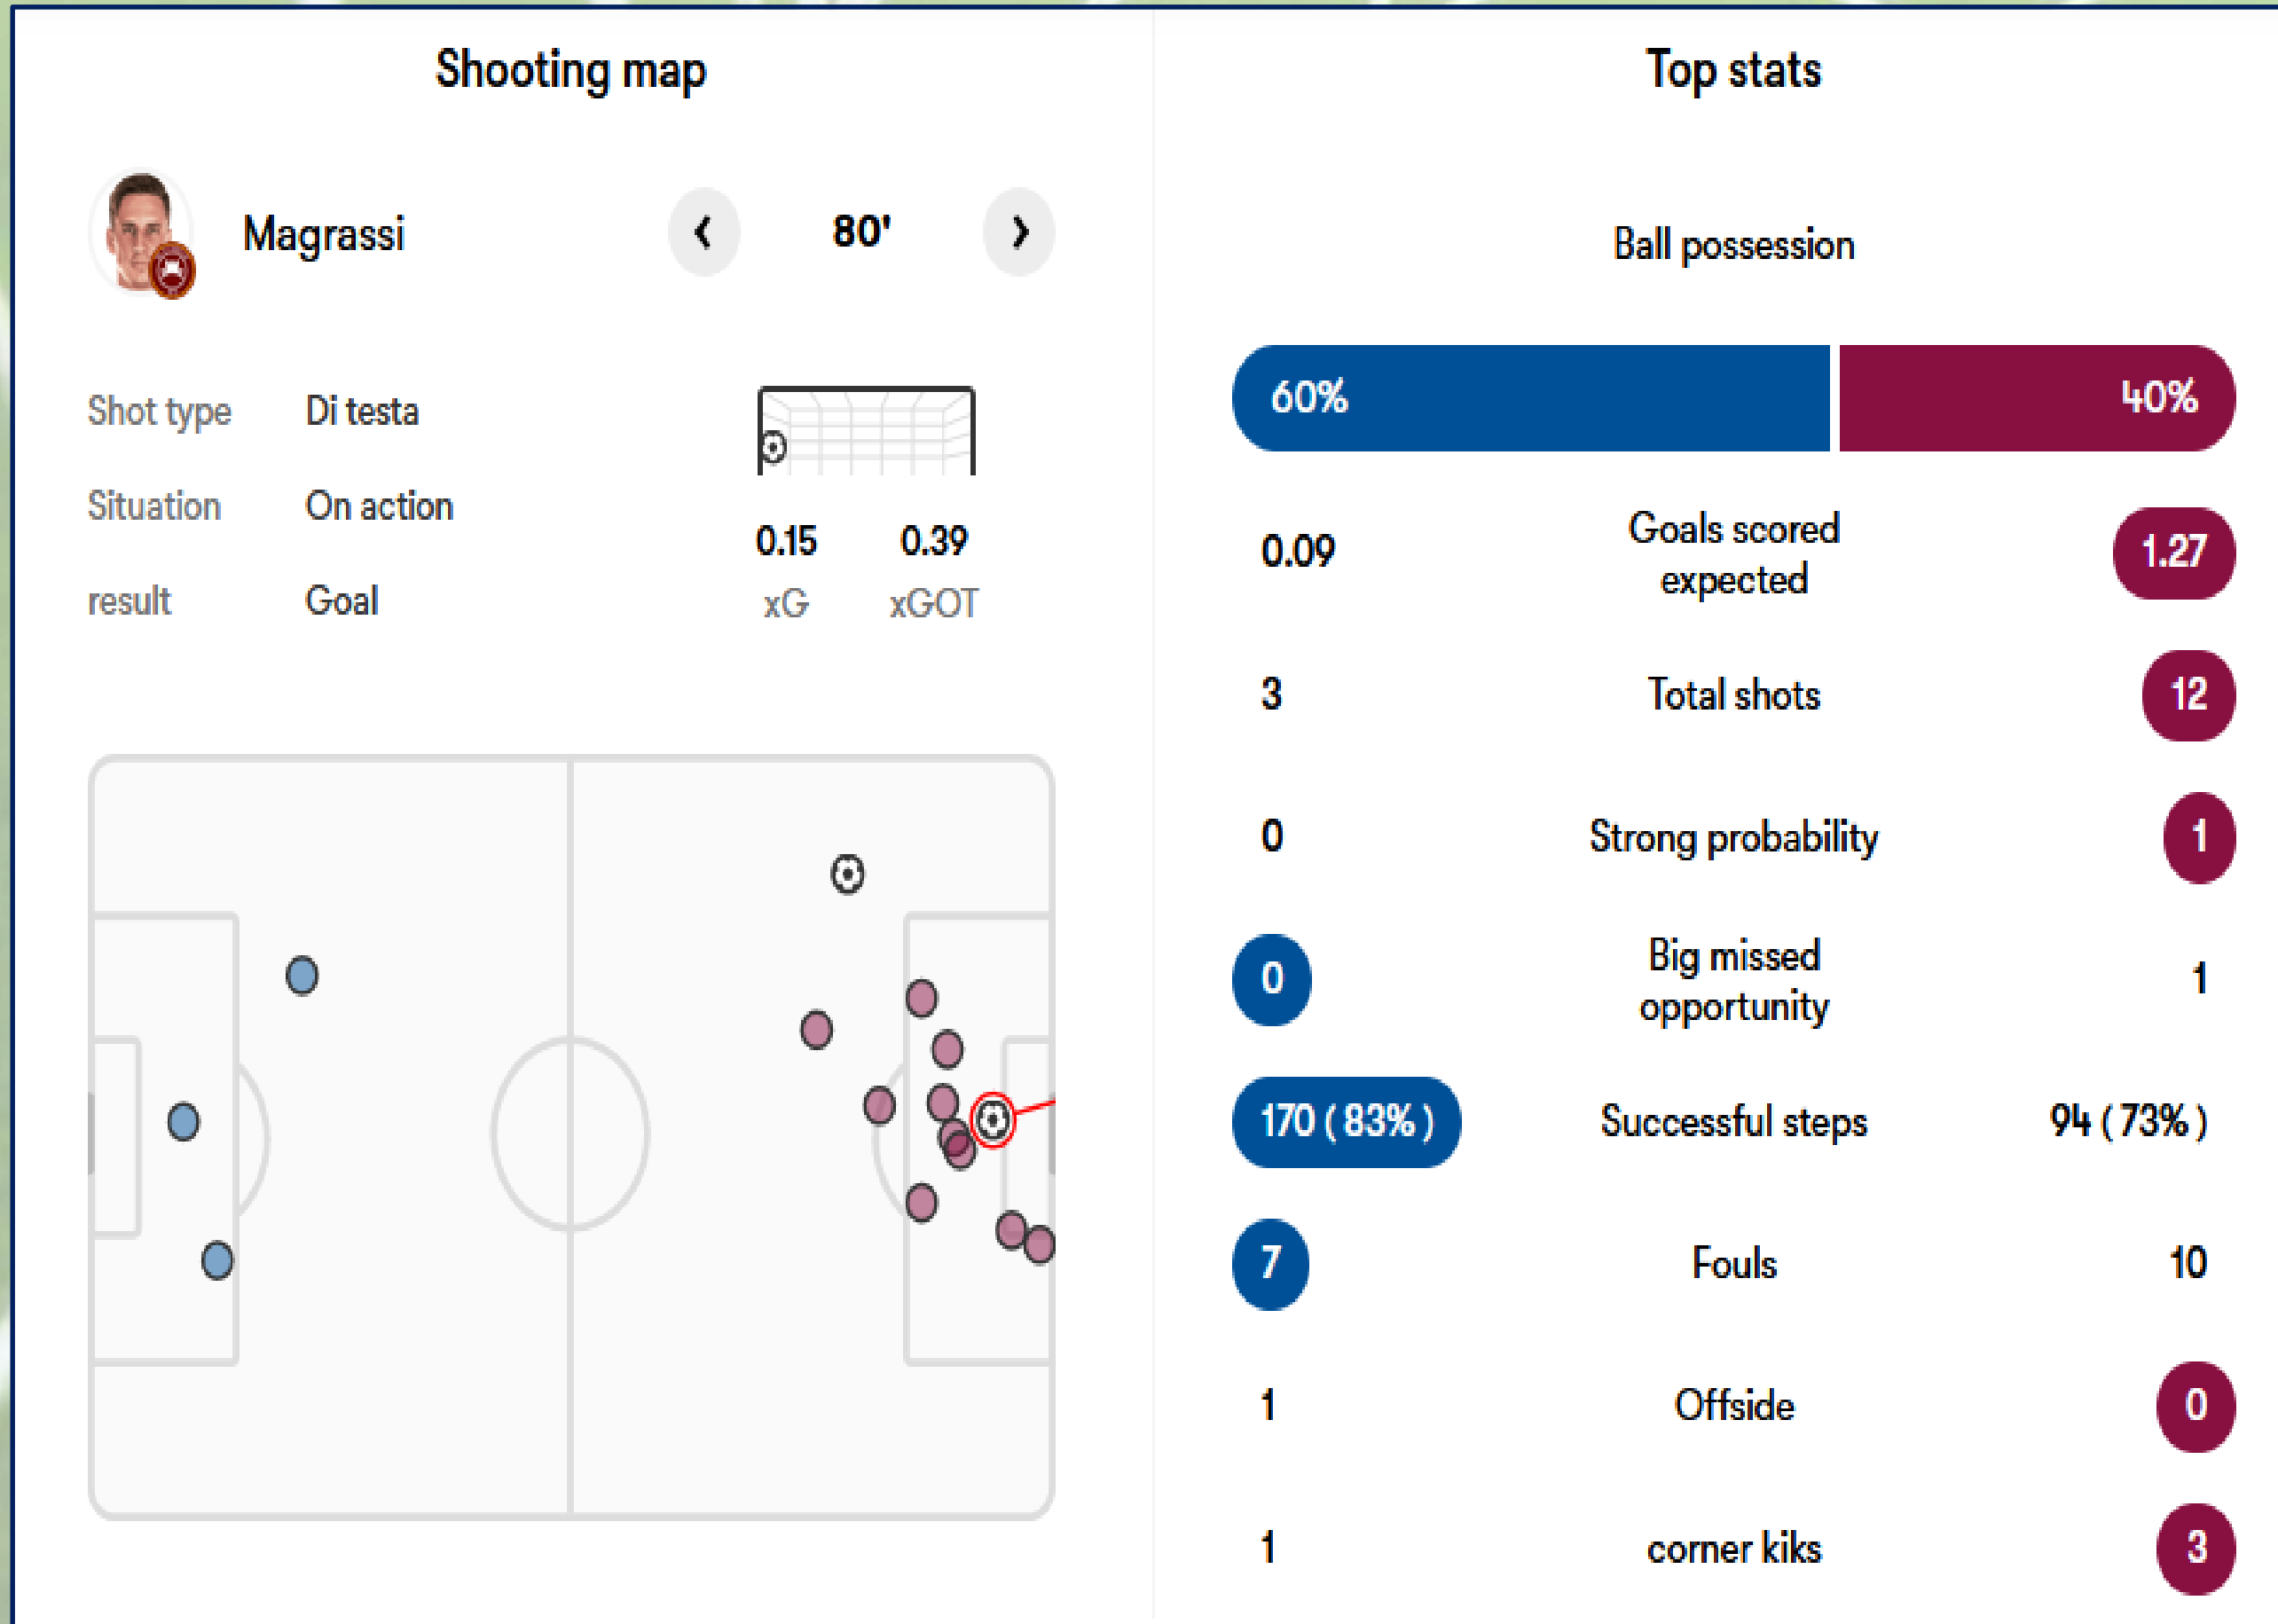 Shooting map
Magrassi
80'
Shot type Di testa
Situation On action
result Goal
0.15 0.39
xG xGOT
Top stats
Ball possession
60% 40%
0.09 Goals scored 1.27
expected
3 Total shots 12
0 Strong probability 1
0 Big missed 1
opportunity
170 ( 83% ) Successful steps 94 ( 73% )
7 Fouls 10
1 Offside 0
1 corner kiks 3